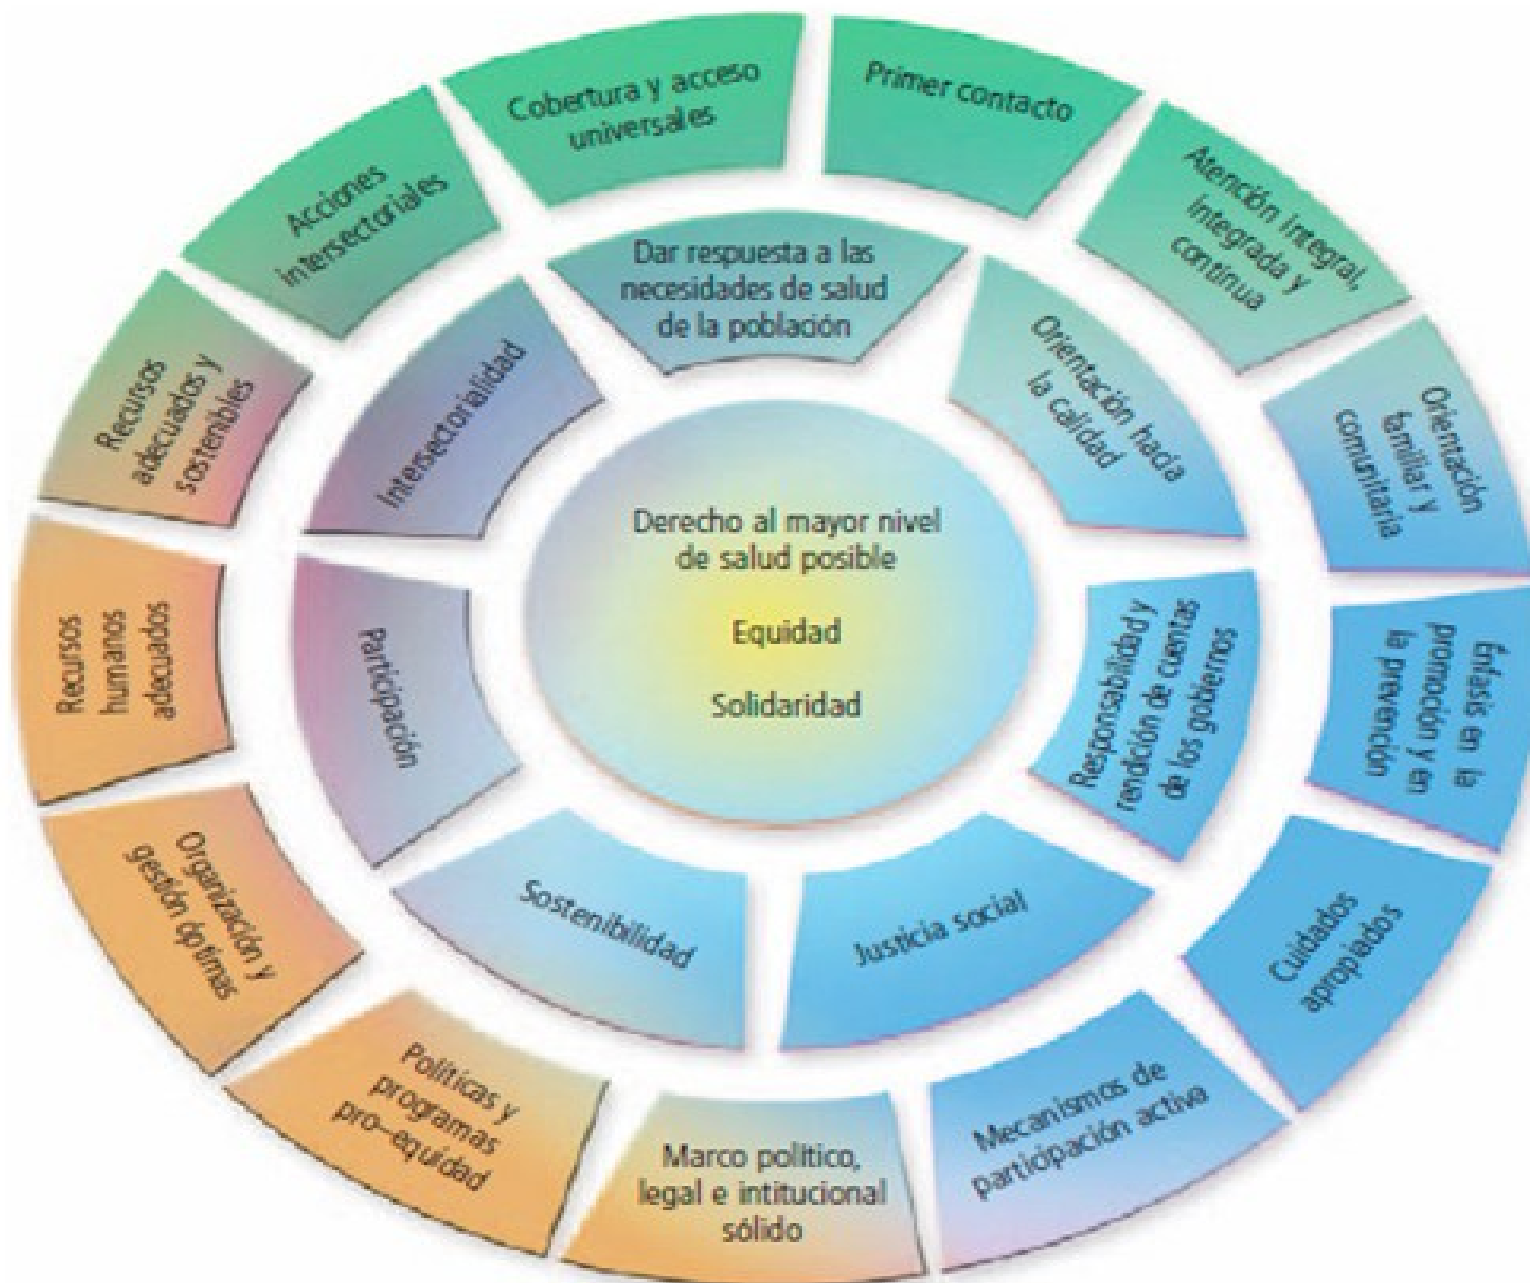 Cobertura y acceso
universales
Primer contacto
Atención integral,
integrada y
continua
Orientación
familiar y
comunitaria
Énfasis en la
promoción y en
la prevención
Cuidados
apropiados
Mecanismos de
participación activa
Marco político,
legal e intitucional
sólido
Políticas y
programas
pro-equidad
Organización y
gestión óptimas
Recursos
humanos
adecuados
Recursos
adecuados y
sostenibles
Acciones
intersectoriales
Dar respuesta a las
necesidades de salud
de la población
Orientación hacia
la calidad
Responsabilidad y
rendición de cuentas
de los gobiernos
Justicia social
Sostenibilidad
Participación
Intersectorialidad
Derecho al mayor nivel
de salud posible
Equidad
Solidaridad